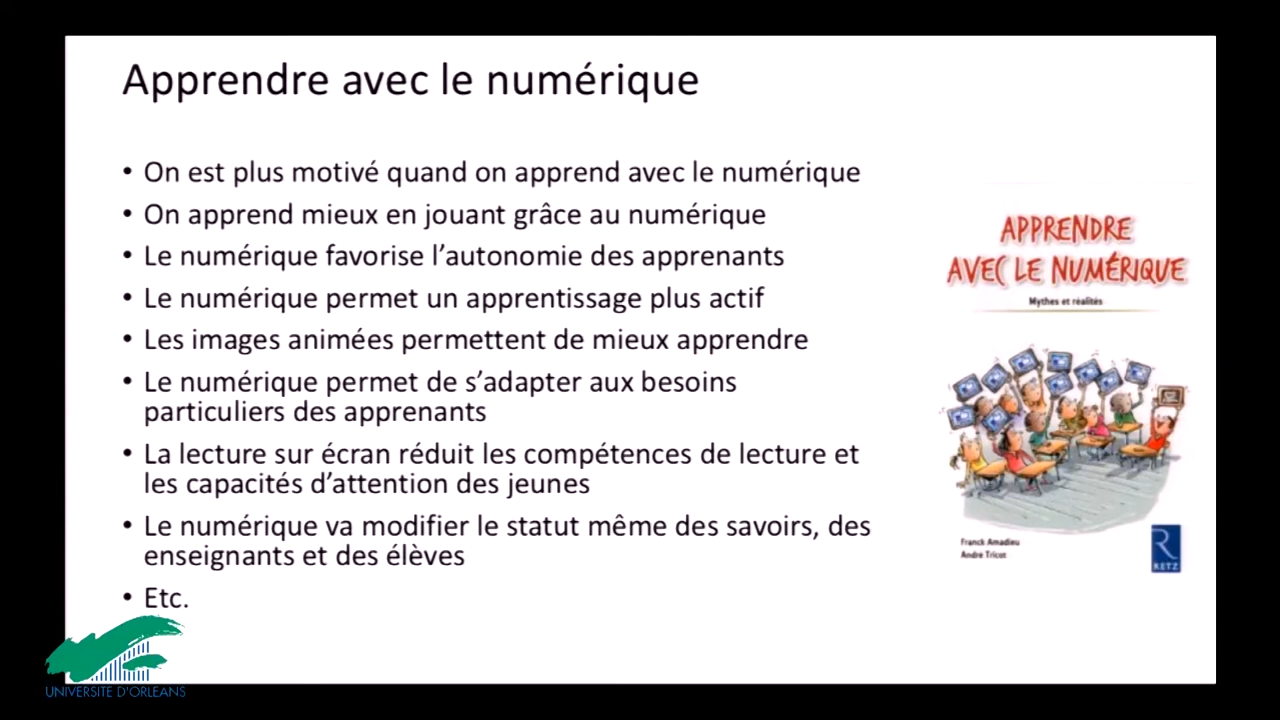 Apprendre avec le numérique
• On est plus motivé quand on apprend avec le numérique
• On apprend mieux en jouant grâce au numérique
• Le numérique favorise l’autonomie des apprenants
• Le numérique permet un apprentissage plus actif
• Les images animées permettent de mieux apprendre
• Le numérique permet de s’adapter aux besoins
particuliers des apprenants
• La lecture sur écran réduit les compétences de lecture et
les capacités d’attention des jeunes
• Le numérique va modifier le statut même des savoirs, des
enseignants et des élèves
• Etc.
APPRENDRE
AVEC LE NUMÉRIQUE
Mythes et réalités
Franck Amadieu
André Tricot
RETZ
UNIVERSITE D'ORLEANS